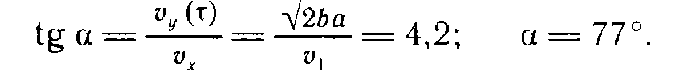 tg α = v_y (τ) / v_x = √2ba / v_1 = 4,2; α = 77°.